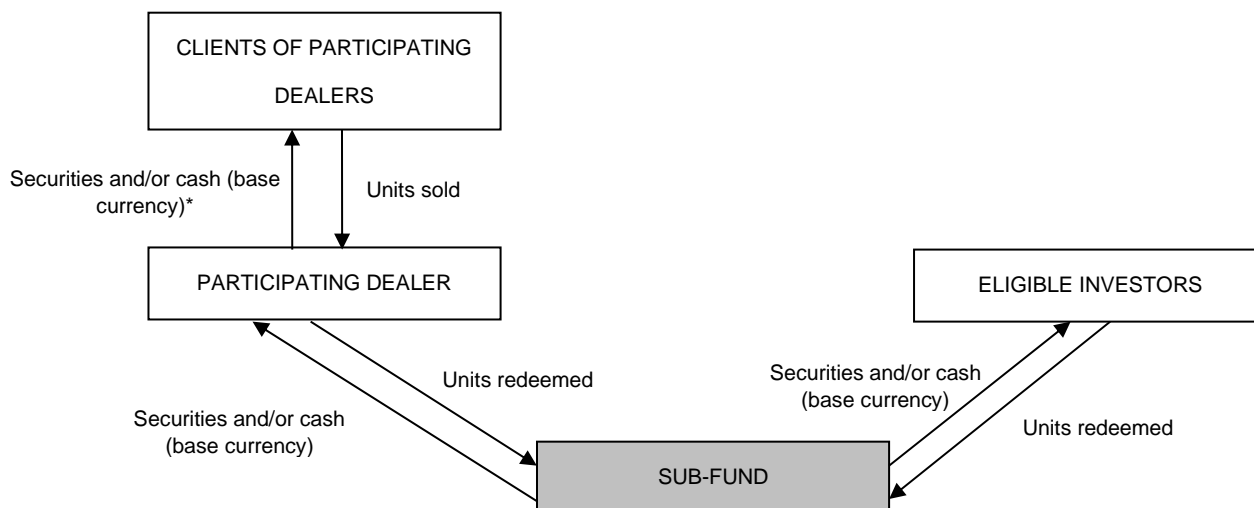 CLIENTS OF PARTICIPATING
DEALERS
Securities and/or cash (base
currency)*
Units sold
PARTICIPATING DEALER
ELIGIBLE INVESTORS
Units redeemed
Securities and/or cash
(base currency)
Securities and/or cash
(base currency)
Units redeemed
SUB-FUND